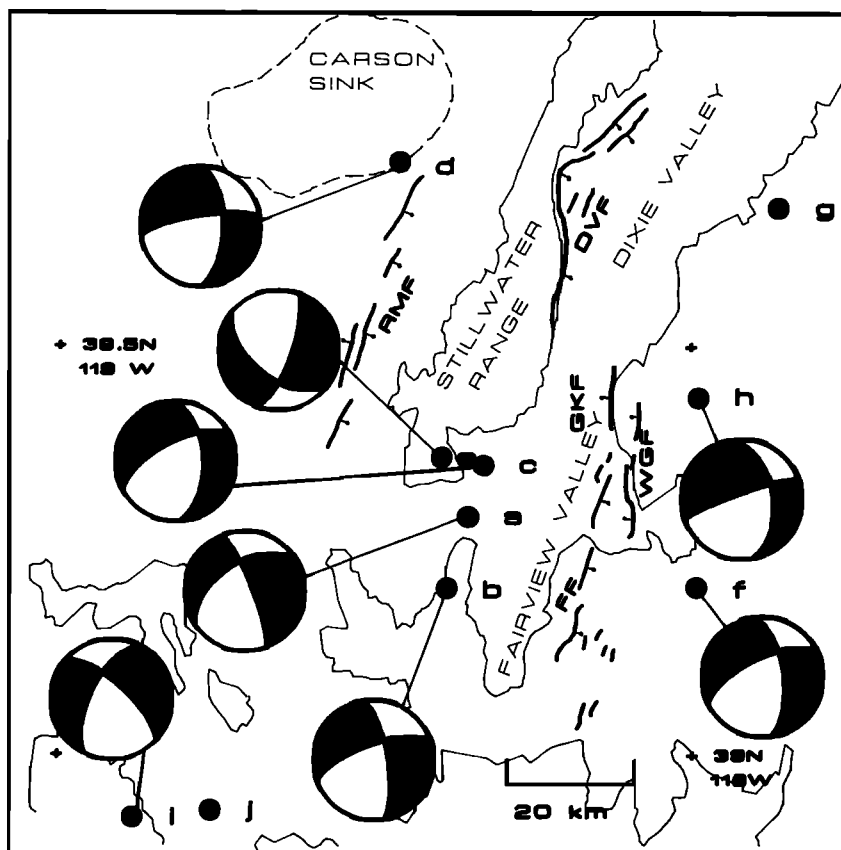 CARSON
SINK
d
DIXIE VALLEY
g
DVF
STILLWATER
RANGE
RMF
+ 39.5N
119 W
+
GKF
h
WGF
c
a
FAIRVIEW VALLEY
b
FF
f
+
+ 39N
118W
20 km
i
j